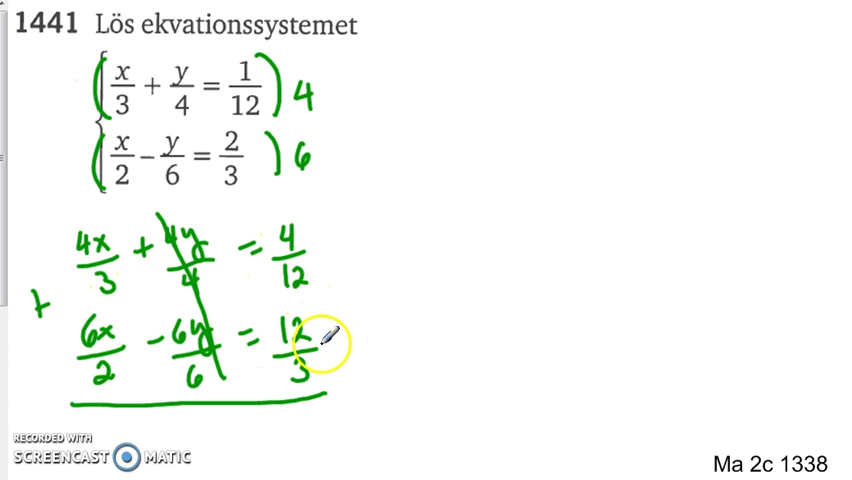 1441 Lös ekvationssystemet
( x/3 + y/4 = 1/12 ) 4
( x/2 − y/6 = 2/3 ) 6
4x/3 + 4y/4 = 4/12
+
6x/2 − 6y/6 = 12/3
RECORDED WITH
SCREENCAST MATIC
Ma 2c 1338